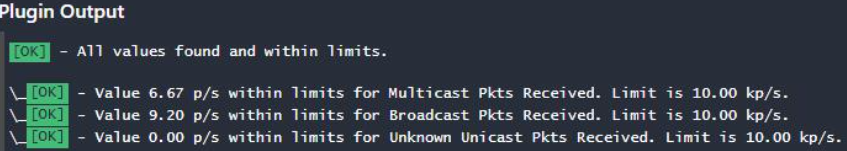 Plugin Output
[OK] - All values found and within limits.
\_[OK] - Value 6.67 p/s within limits for Multicast Pkts Received. Limit is 10.00 kp/s.
\_[OK] - Value 9.20 p/s within limits for Broadcast Pkts Received. Limit is 10.00 kp/s.
\_[OK] - Value 0.00 p/s within limits for Unknown Unicast Pkts Received. Limit is 10.00 kp/s.